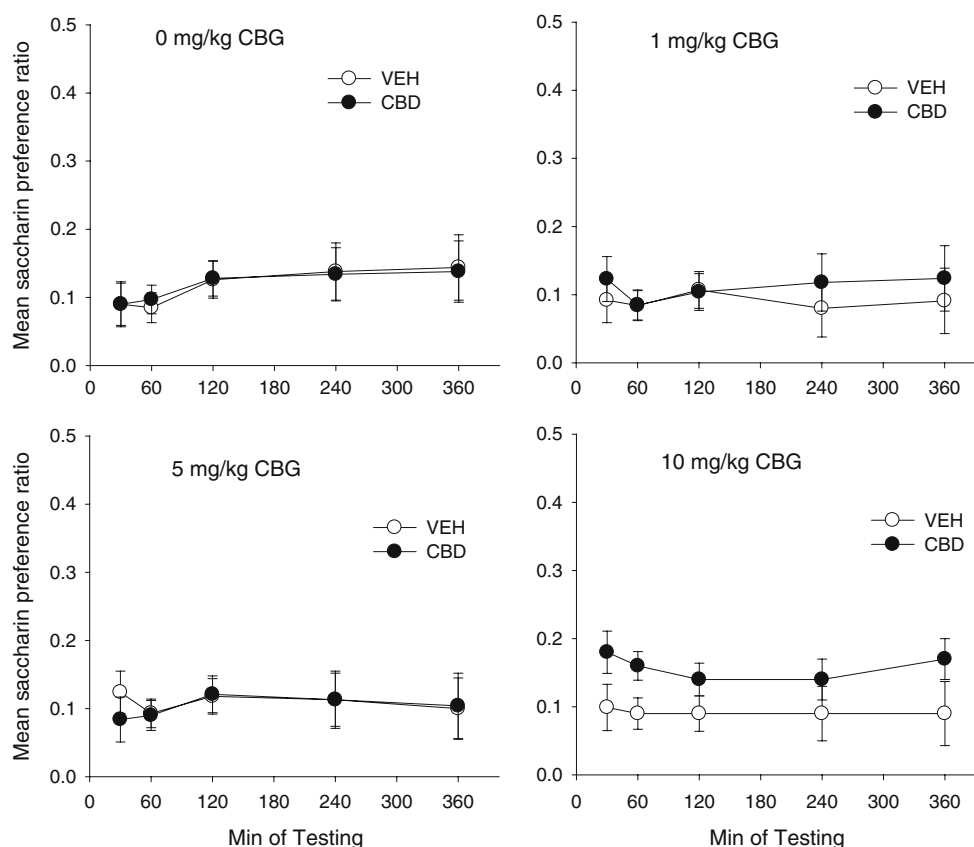 0 mg/kg CBG
VEH
CBD
Mean saccharin preference ratio
0.5
0.4
0.3
0.2
0.1
0.0
0 60 120 180 240 300 360
1 mg/kg CBG
VEH
CBD
0.5
0.4
0.3
0.2
0.1
0.0
0 60 120 180 240 300 360
5 mg/kg CBG
VEH
CBD
Mean saccharin preference ratio
0.5
0.4
0.3
0.2
0.1
0.0
0 60 120 180 240 300 360
Min of Testing
10 mg/kg CBG
VEH
CBD
0.5
0.4
0.3
0.2
0.1
0.0
0 60 120 180 240 300 360
Min of Testing